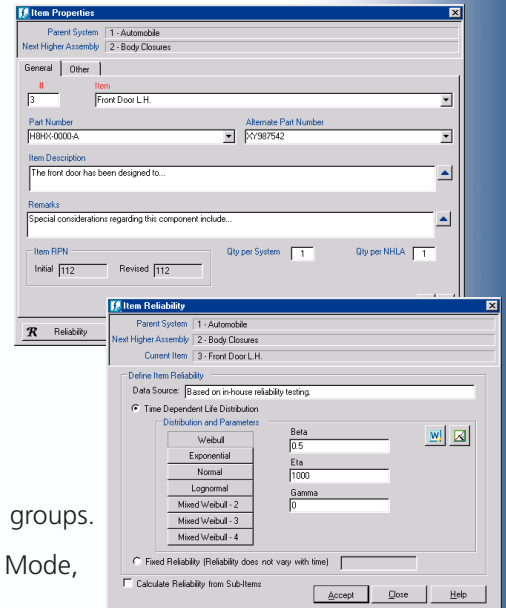 Item Properties
Parent System 1 - Automobile
Next Higher Assembly 2 - Body Closures
General Other
# Item
3 Front Door L.H.
Part Number Alternate Part Number
H8HX-0000-A XY987542
Item Description
The front door has been designed to...
Remarks
Special considerations regarding this component include...
Item RPN Qty per System 1 Qty per NHLA 1
Initial 112 Revised 112
R Reliability
Item Reliability
Parent System 1 - Automobile
Next Higher Assembly 2 - Body Closures
Current Item 3 - Front Door L.H.
Define Item Reliability
Data Source: Based on in-house reliability testing.
Time Dependent Life Distribution
Distribution and Parameters
Weibull
Exponential
Normal
Lognormal
Mixed Weibull - 2
Mixed Weibull - 3
Mixed Weibull - 4
Beta
0.5
Eta
1000
Gamma
0
W!
Fixed Reliability (Reliability does not vary with time)
Calculate Reliability from Sub-Items
Accept Close Help
groups.
Mode,